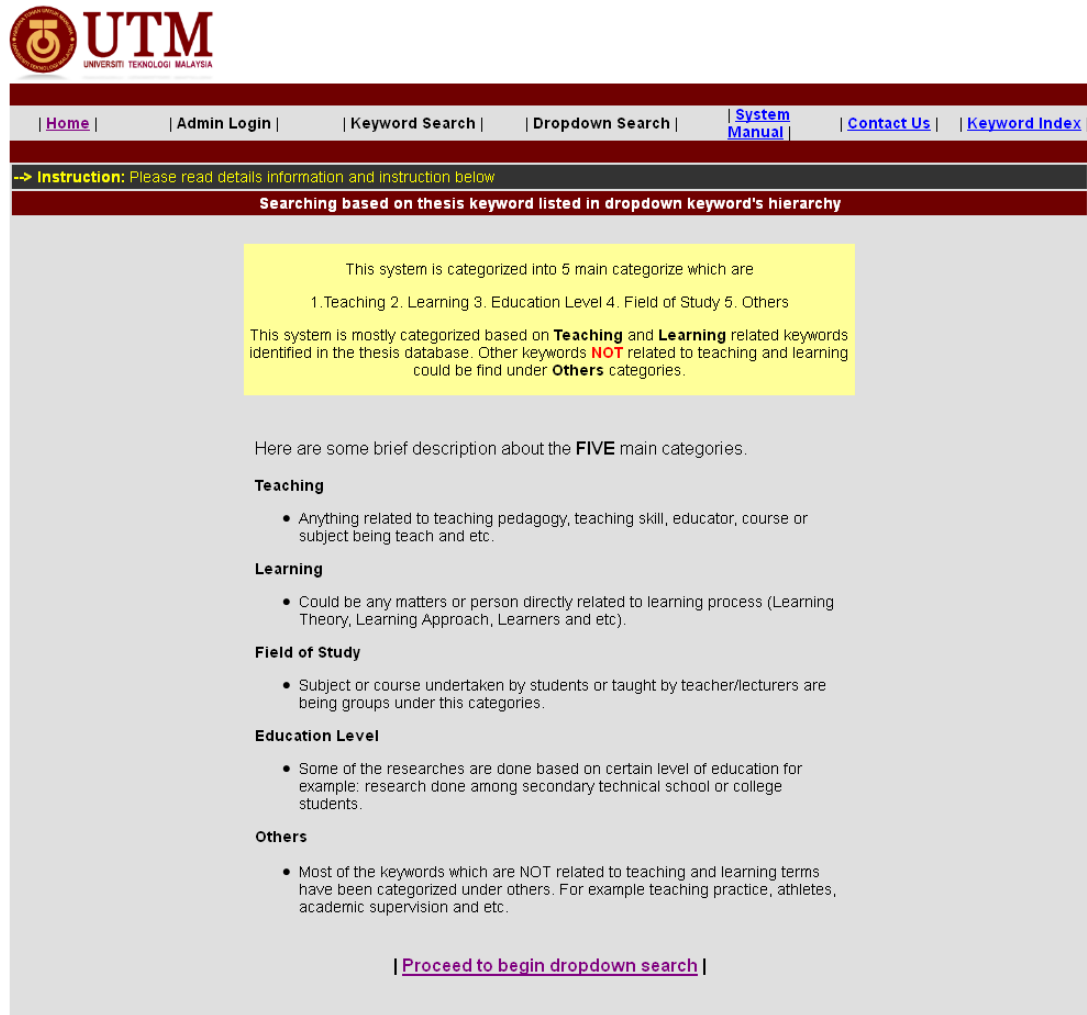 UTM
UNIVERSITI TEKNOLOGI MALAYSIA
| Home | | Admin Login | | Keyword Search | | Dropdown Search | | System Manual | | Contact Us | | Keyword Index |
--> Instruction: Please read details information and instruction below
Searching based on thesis keyword listed in dropdown keyword's hierarchy
This system is categorized into 5 main categorize which are
1.Teaching 2. Learning 3. Education Level 4. Field of Study 5. Others
This system is mostly categorized based on Teaching and Learning related keywords
identified in the thesis database. Other keywords NOT related to teaching and learning
could be find under Others categories.
Here are some brief description about the FIVE main categories.
Teaching
• Anything related to teaching pedagogy, teaching skill, educator, course or
subject being teach and etc.
Learning
• Could be any matters or person directly related to learning process (Learning
Theory, Learning Approach, Learners and etc).
Field of Study
• Subject or course undertaken by students or taught by teacher/lecturers are
being groups under this categories.
Education Level
• Some of the researches are done based on certain level of education for
example: research done among secondary technical school or college
students.
Others
• Most of the keywords which are NOT related to teaching and learning terms
have been categorized under others. For example teaching practice, athletes,
academic supervision and etc.
| Proceed to begin dropdown search |